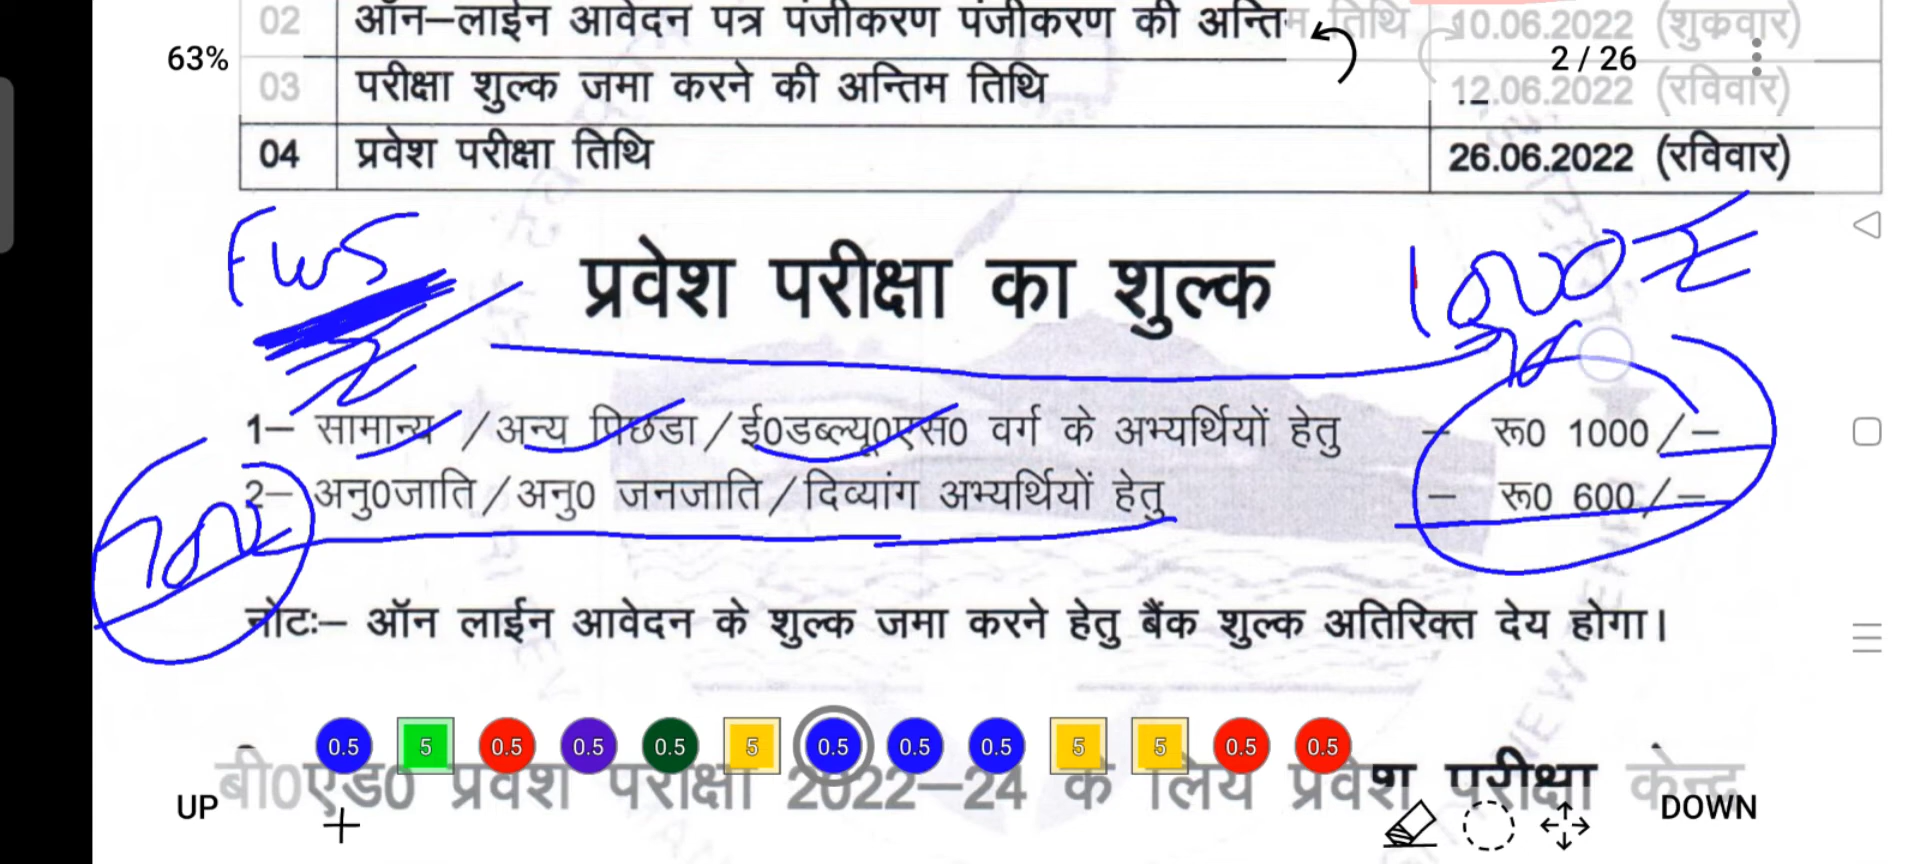 02 ऑन–लाईन आवेदन पत्र पंजीकरण पंजीकरण की अन्तिम तिथि 10.06.2022 (शुक्रवार)
63% 2 / 26
03 परीक्षा शुल्क जमा करने की अन्तिम तिथि 12.06.2022 (रविवार)
04 प्रवेश परीक्षा तिथि 26.06.2022 (रविवार)
EWS
प्रवेश परीक्षा का शुल्क
1000
1– सामान्य /अन्य पिछडा/ई0डब्ल्यू0एस0 वर्ग के अभ्यर्थियों हेतु – रू0 1000/–
2– अनु0जाति/अनु0 जनजाति/दिव्यांग अभ्यर्थियों हेतु – रू0 600/–
नोटः– ऑन लाईन आवेदन के शुल्क जमा करने हेतु बैंक शुल्क अतिरिक्त देय होगा।
0.5 5 0.5 0.5 0.5 5 0.5 0.5 0.5 5 5 0.5 0.5
बी0एड0 प्रवेश परीक्षा 2022–24 के लिये प्रवेश परीक्षा केन्द्र
UP DOWN